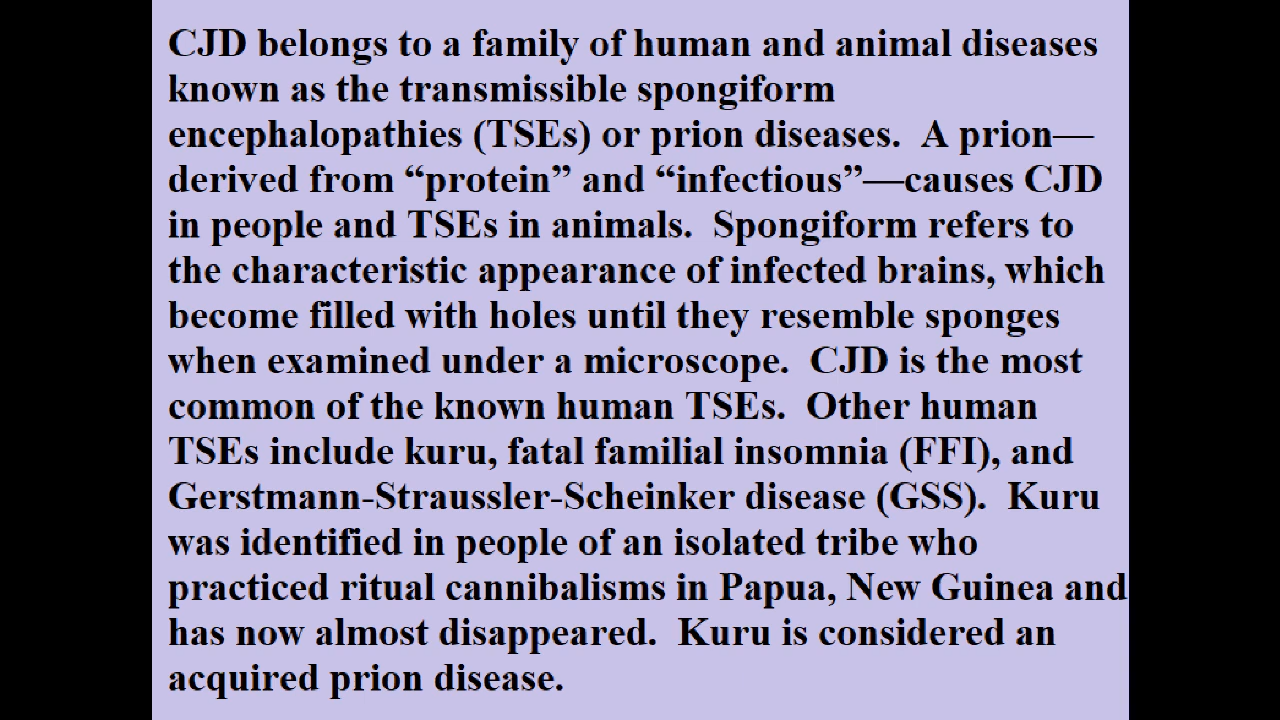 CJD belongs to a family of human and animal diseases
known as the transmissible spongiform
encephalopathies (TSEs) or prion diseases.  A prion—
derived from “protein” and “infectious”—causes CJD
in people and TSEs in animals.  Spongiform refers to
the characteristic appearance of infected brains, which
become filled with holes until they resemble sponges
when examined under a microscope.  CJD is the most
common of the known human TSEs.  Other human
TSEs include kuru, fatal familial insomnia (FFI), and
Gerstmann-Straussler-Scheinker disease (GSS).  Kuru
was identified in people of an isolated tribe who
practiced ritual cannibalisms in Papua, New Guinea and
has now almost disappeared.  Kuru is considered an
acquired prion disease.